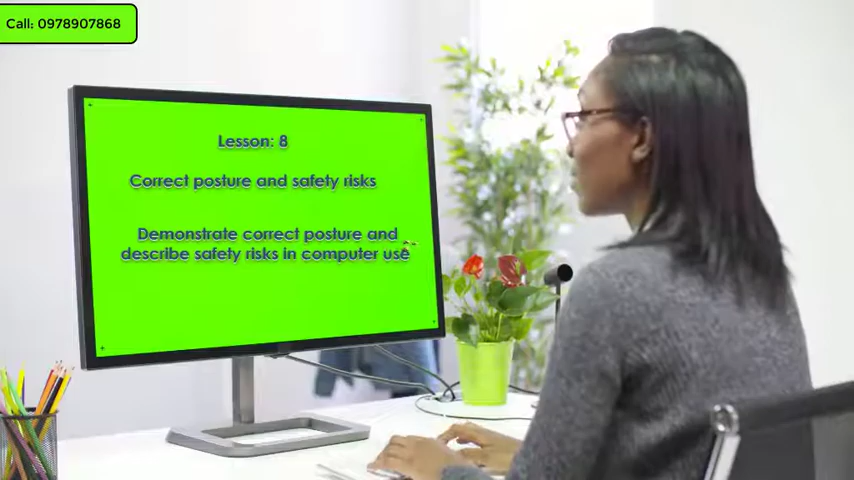 Call: 0978907868
Lesson: 8
Correct posture and safety risks
Demonstrate correct posture and
describe safety risks in computer use